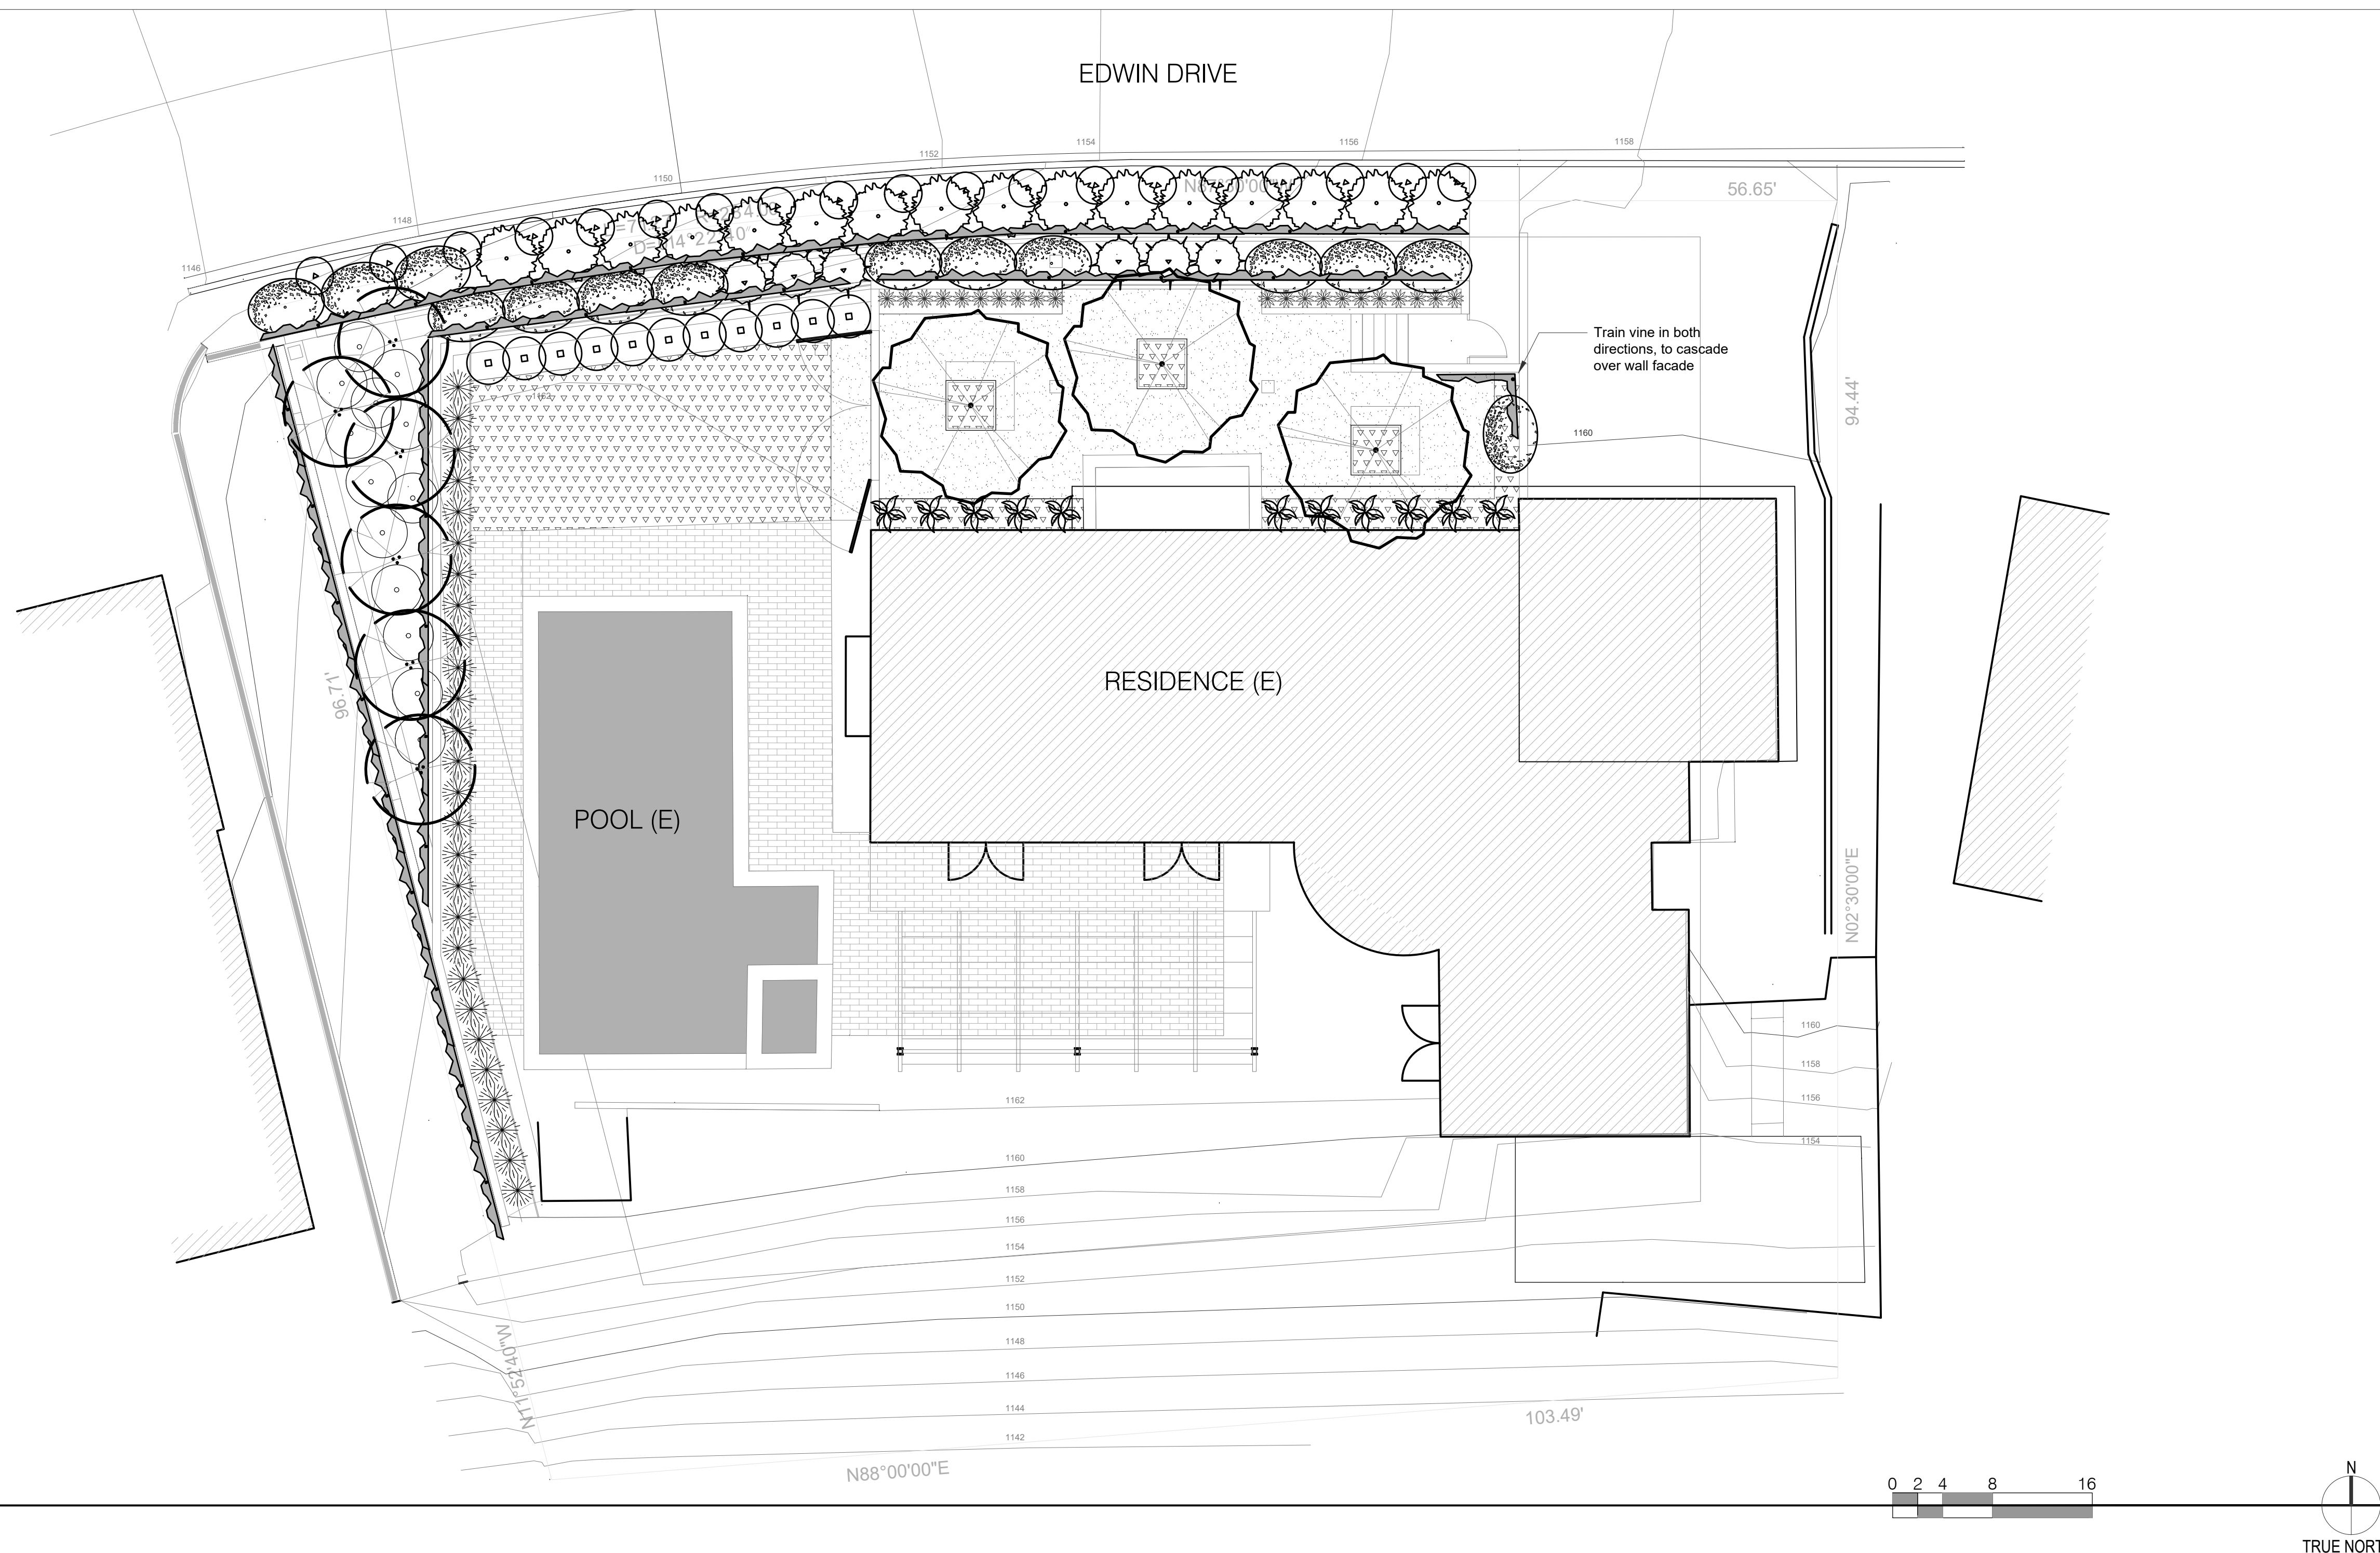 EDWIN DRIVE
1158
1156
1154
1152
1150
1148
1146
56.65'
Train vine in both
directions, to cascade
over wall facade
94.44'
1162
1160
RESIDENCE (E)
96.71'
POOL (E)
N02°30'00"E
1160
1158
1156
1154
1162
1160
1158
1156
1154
1152
1150
1148
1146
1144
1142
N11°52'40"W
103.49'
N88°00'00"E
0 2 4 8 16
N